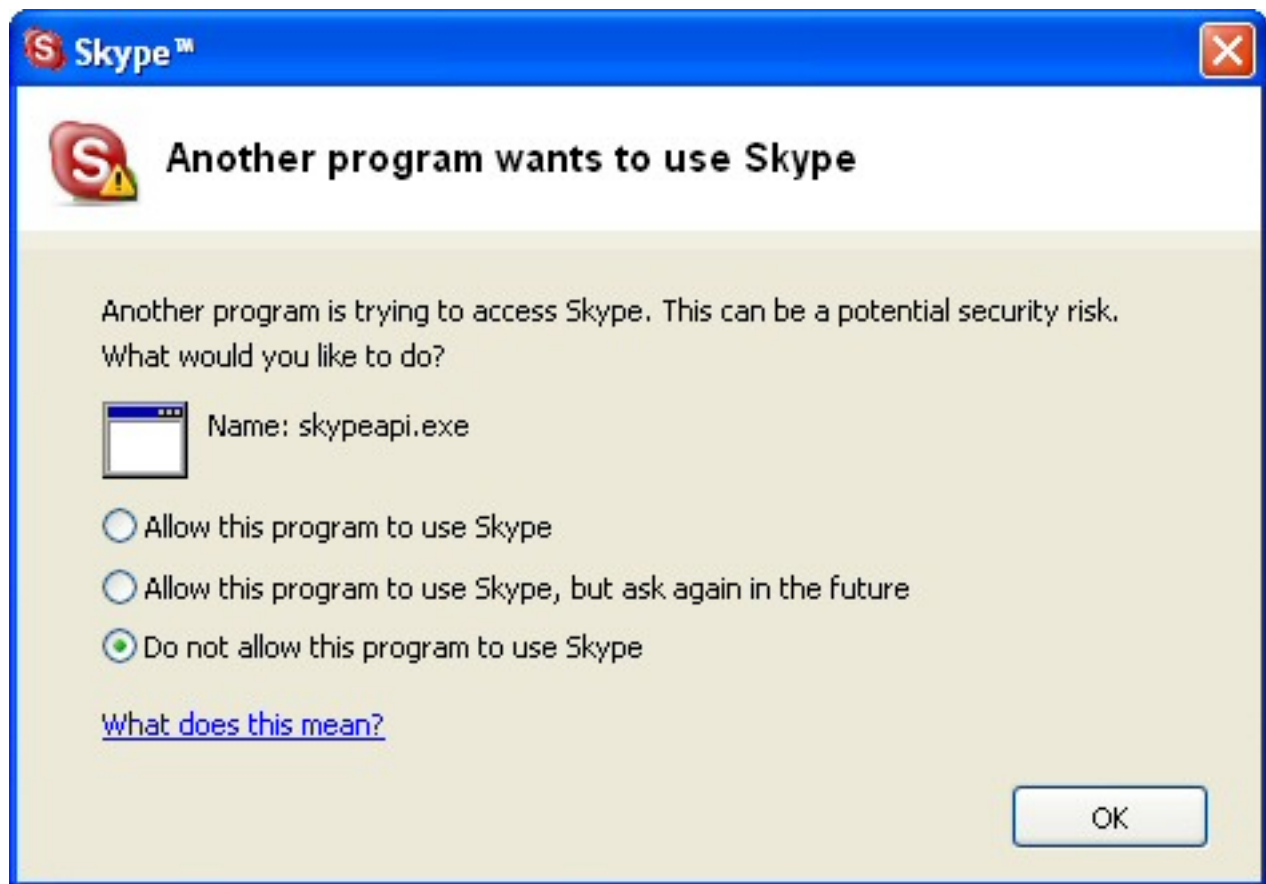 Skype™
Another program wants to use Skype
Another program is trying to access Skype. This can be a potential security risk.
What would you like to do?
Name: skypeapi.exe
Allow this program to use Skype
Allow this program to use Skype, but ask again in the future
Do not allow this program to use Skype
What does this mean?
OK